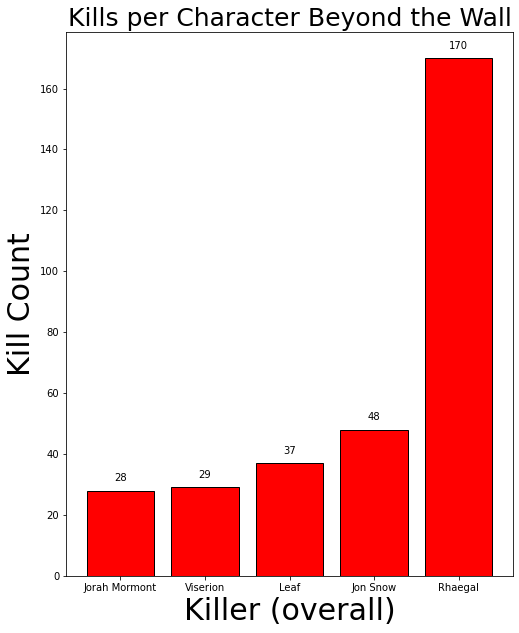 Kills per Character Beyond the Wall
Kill Count
160
140
120
100
80
60
40
20
0
28
29
37
48
170
Jorah Mormont
Viserion
Leaf
Jon Snow
Rhaegal
Killer (overall)